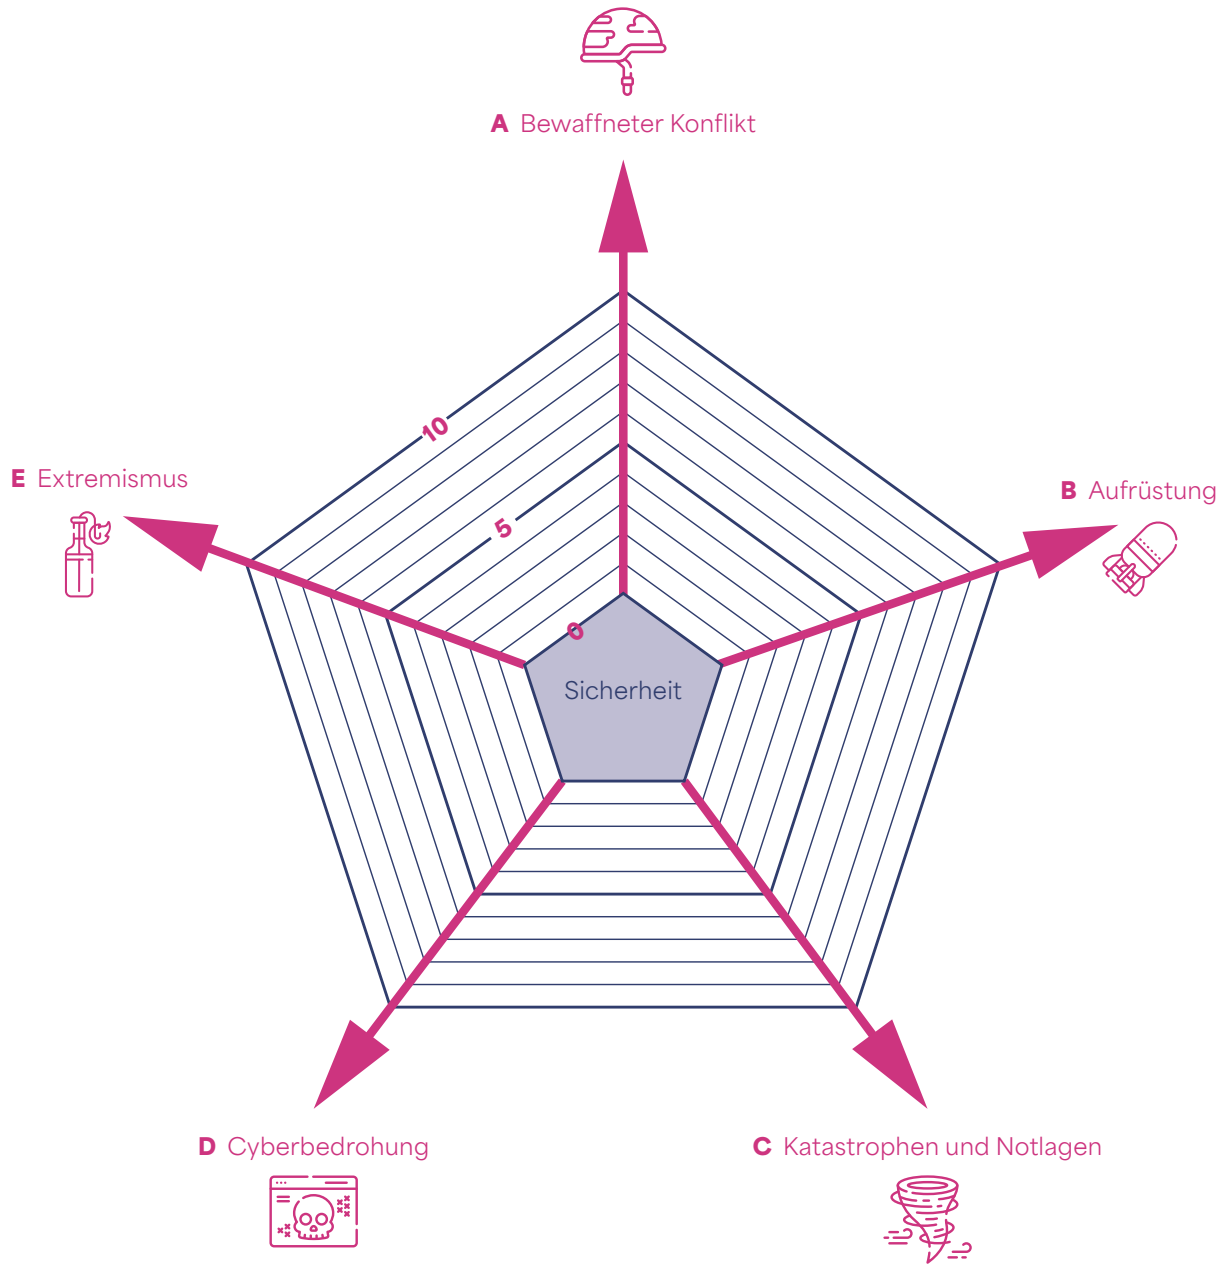 A Bewaffneter Konflikt
10
E Extremismus
B Aufrüstung
5
0
Sicherheit
D Cyberbedrohung
C Katastrophen und Notlagen